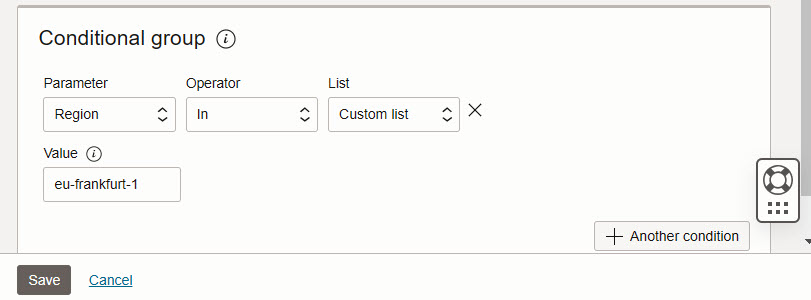 Conditional group
Parameter Operator List
Region In Custom list
Value
eu-frankfurt-1
Another condition
Save Cancel